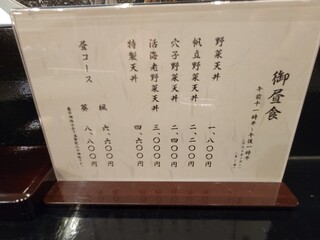 御昼食
午前十一時半～午後一時半
野菜天丼 一、八〇〇円
帆立野菜天丼 二、〇〇〇円
穴子野菜天丼 二、四〇〇円
活海老野菜天丼 三、〇〇〇円
特製天丼 四、六〇〇円
昼コース
楓 六、六〇〇円
葵 八、八〇〇円